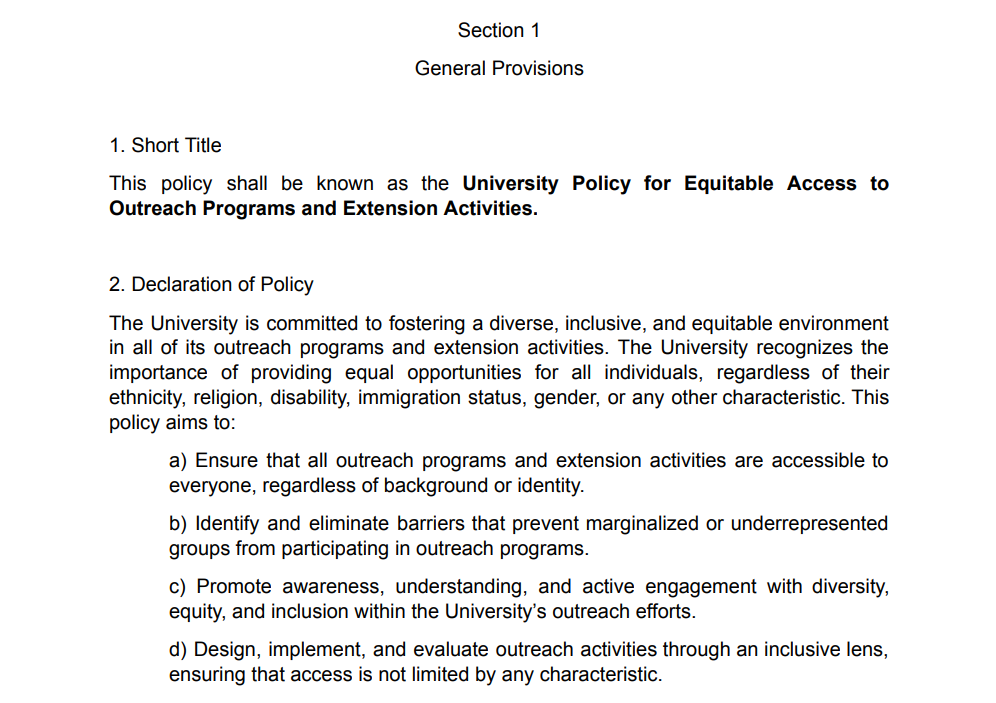 Section 1
General Provisions
1. Short Title
This policy shall be known as the University Policy for Equitable Access to
Outreach Programs and Extension Activities.
2. Declaration of Policy
The University is committed to fostering a diverse, inclusive, and equitable environment
in all of its outreach programs and extension activities. The University recognizes the
importance of providing equal opportunities for all individuals, regardless of their
ethnicity, religion, disability, immigration status, gender, or any other characteristic. This
policy aims to:
a) Ensure that all outreach programs and extension activities are accessible to
everyone, regardless of background or identity.
b) Identify and eliminate barriers that prevent marginalized or underrepresented
groups from participating in outreach programs.
c) Promote awareness, understanding, and active engagement with diversity,
equity, and inclusion within the University's outreach efforts.
d) Design, implement, and evaluate outreach activities through an inclusive lens,
ensuring that access is not limited by any characteristic.